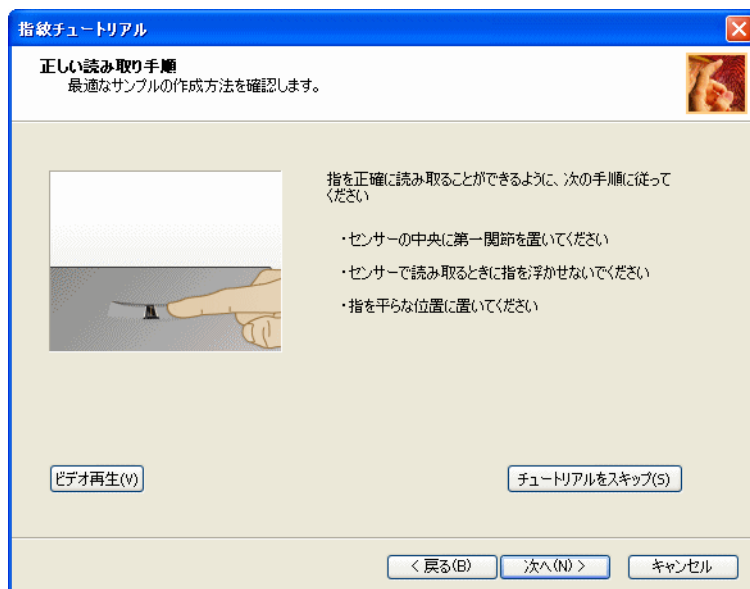 指紋チュートリアル
正しい読み取り手順
最適なサンプルの作成方法を確認します。
指を正確に読み取ることができるように、次の手順に従って
ください
・センサーの中央に第一関節を置いてください
・センサーで読み取るときに指を浮かせないでください
・指を平らな位置に置いてください
ビデオ再生(V)
チュートリアルをスキップ(S)
< 戻る(B)
次へ(N) >
キャンセル